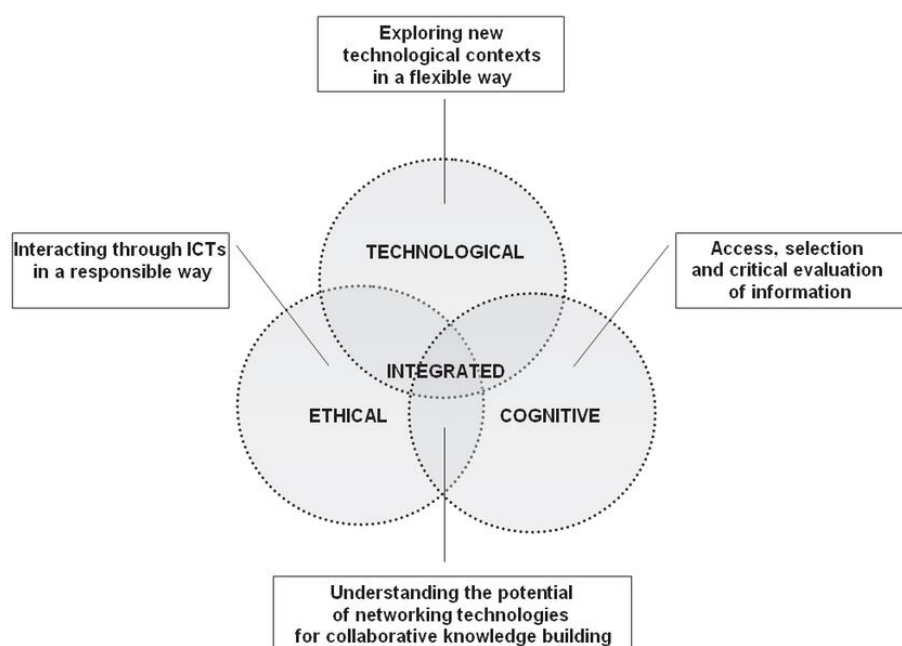 Exploring new
technological contexts
in a flexible way
TECHNOLOGICAL
Interacting through ICTs
in a responsible way
Access, selection
and critical evaluation
of information
INTEGRATED
ETHICAL
COGNITIVE
Understanding the potential
of networking technologies
for collaborative knowledge building